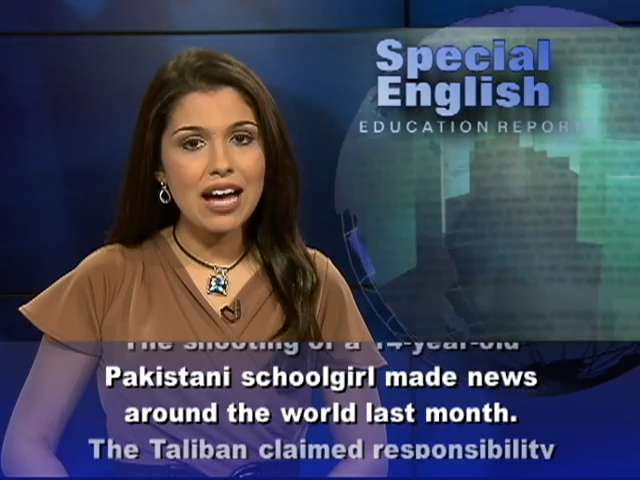 Special
English
EDUCATION REPORT
The shooting of a 14-year-old
Pakistani schoolgirl made news
around the world last month.
The Taliban claimed responsibility